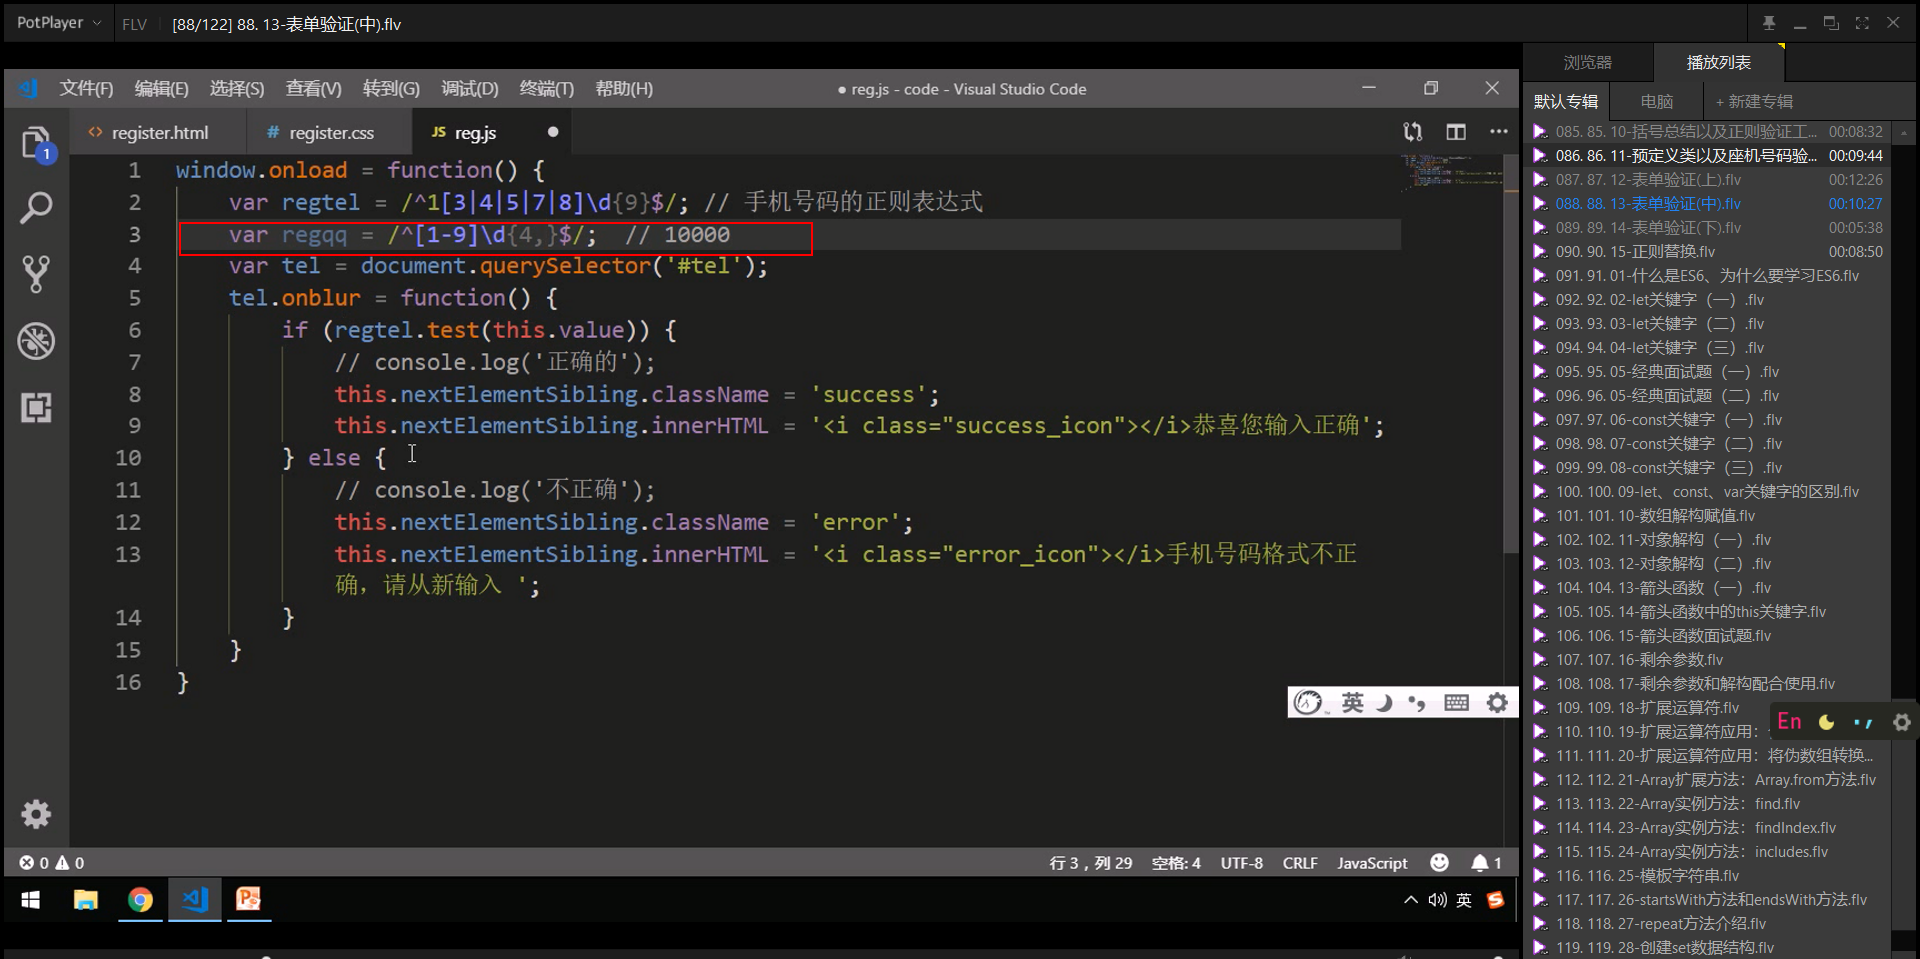 PotPlayer FLV [88/122] 88. 13-表单验证(中).flv
文件(F) 编辑(E) 选择(S) 查看(V) 转到(G) 调试(D) 终端(T) 帮助(H) ● reg.js - code - Visual Studio Code
<> register.html # register.css JS reg.js ●
1
1 window.onload = function() {
2 var regtel = /^1[3|4|5|7|8]\d{9}$/; // 手机号码的正则表达式
3 var regqq = /^[1-9]\d{4,}$/; // 10000
4 var tel = document.querySelector('#tel');
5 tel.onblur = function() {
6 if (regtel.test(this.value)) {
7 // console.log('正确的');
8 this.nextElementSibling.className = 'success';
9 this.nextElementSibling.innerHTML = '<i class="success_icon"></i>恭喜您输入正确';
10 } else {
11 // console.log('不正确');
12 this.nextElementSibling.className = 'error';
13 this.nextElementSibling.innerHTML = '<i class="error_icon"></i>手机号码格式不正
确，请从新输入 ';
14 }
15 }
16 }
英
0 0 行 3，列 29 空格: 4 UTF-8 CRLF JavaScript 1
英
浏览器 播放列表
默认专辑 电脑 + 新建专辑
085. 85. 10-括号总结以及正则验证工... 00:08:32
086. 86. 11-预定义类以及座机号码验... 00:09:44
087. 87. 12-表单验证(上).flv 00:12:26
088. 88. 13-表单验证(中).flv 00:10:27
089. 89. 14-表单验证(下).flv 00:05:38
090. 90. 15-正则替换.flv 00:08:50
091. 91. 01-什么是ES6、为什么要学习ES6.flv
092. 92. 02-let关键字（一）.flv
093. 93. 03-let关键字（二）.flv
094. 94. 04-let关键字（三）.flv
095. 95. 05-经典面试题（一）.flv
096. 96. 05-经典面试题（二）.flv
097. 97. 06-const关键字（一）.flv
098. 98. 07-const关键字（二）.flv
099. 99. 08-const关键字（三）.flv
100. 100. 09-let、const、var关键字的区别.flv
101. 101. 10-数组解构赋值.flv
102. 102. 11-对象解构（一）.flv
103. 103. 12-对象解构（二）.flv
104. 104. 13-箭头函数（一）.flv
105. 105. 14-箭头函数中的this关键字.flv
106. 106. 15-箭头函数面试题.flv
107. 107. 16-剩余参数.flv
108. 108. 17-剩余参数和解构配合使用.flv
109. 109. 18-扩展运算符.flv
En
110. 110. 19-扩展运算符应用：
111. 111. 20-扩展运算符应用：将伪数组转换...
112. 112. 21-Array扩展方法：Array.from方法.flv
113. 113. 22-Array实例方法：find.flv
114. 114. 23-Array实例方法：findIndex.flv
115. 115. 24-Array实例方法：includes.flv
116. 116. 25-模板字符串.flv
117. 117. 26-startsWith方法和endsWith方法.flv
118. 118. 27-repeat方法介绍.flv
119. 119. 28-创建set数据结构.flv